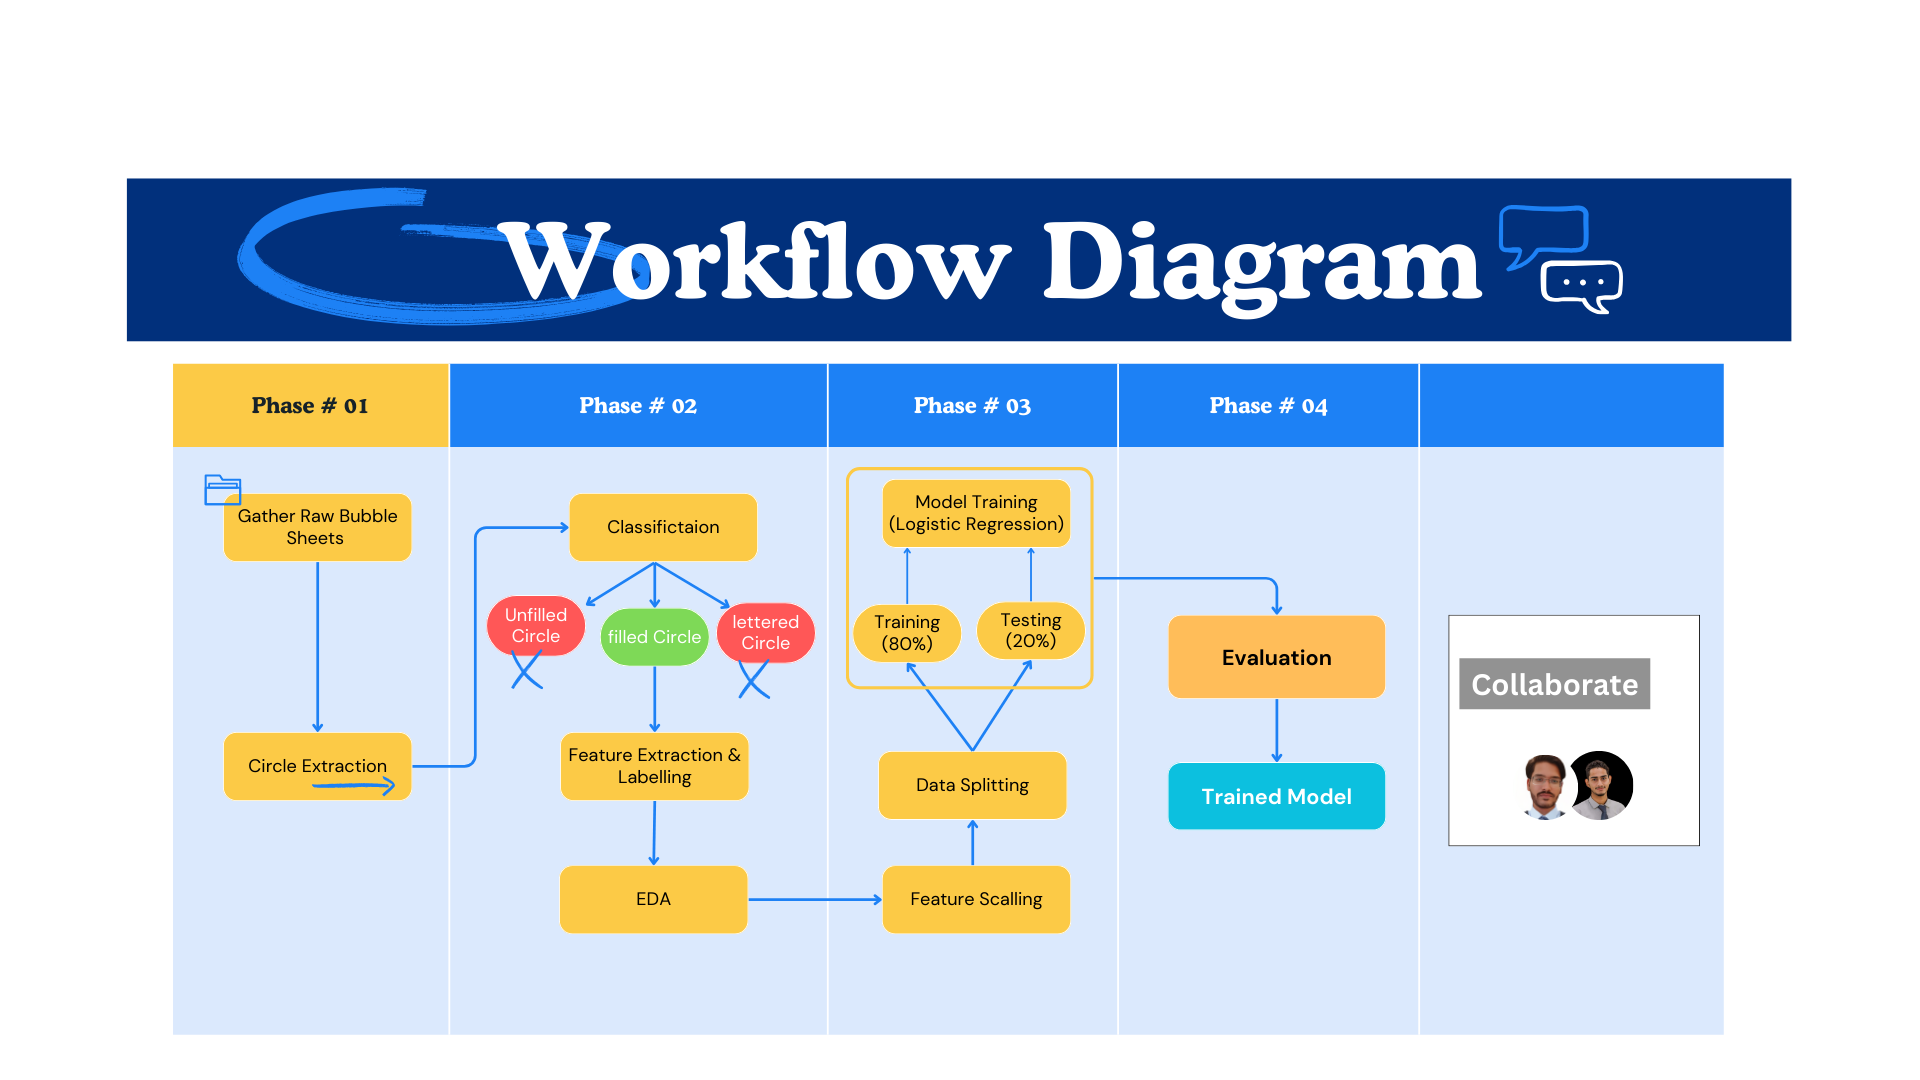 Workflow Diagram
Phase # 01
Phase # 02
Phase # 03
Phase # 04
Gather Raw Bubble
Sheets
Circle Extraction
Classifictaion
Unfilled
Circle
filled Circle
lettered
Circle
Feature Extraction &
Labelling
EDA
Model Training
(Logistic Regression)
Training
(80%)
Testing
(20%)
Data Splitting
Feature Scalling
Evaluation
Trained Model
Collaborate